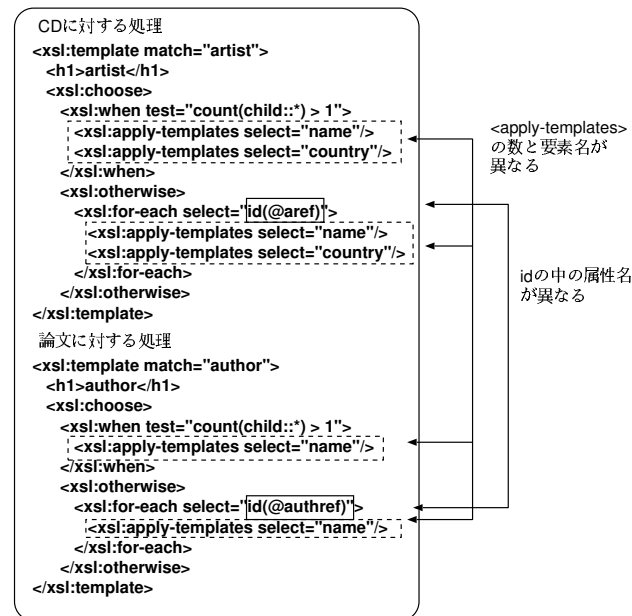 CDに対する処理
<xsl:template match="artist">
<h1>artist</h1>
<xsl:choose>
<xsl:when test="count(child::*) > 1">
<xsl:apply-templates select="name"/>
<xsl:apply-templates select="country"/>
</xsl:when>
<xsl:otherwise>
<xsl:for-each select="id(@aref)">
<xsl:apply-templates select="name"/>
<xsl:apply-templates select="country"/>
</xsl:for-each>
</xsl:otherwise>
</xsl:template>
論文に対する処理
<xsl:template match="author">
<h1>author</h1>
<xsl:choose>
<xsl:when test="count(child::*) > 1">
<xsl:apply-templates select="name"/>
</xsl:when>
<xsl:otherwise>
<xsl:for-each select="id(@authref)">
<xsl:apply-templates select="name"/>
</xsl:for-each>
</xsl:otherwise>
</xsl:template>
<apply-templates>
の数と要素名が
異なる
idの中の属性名
が異なる